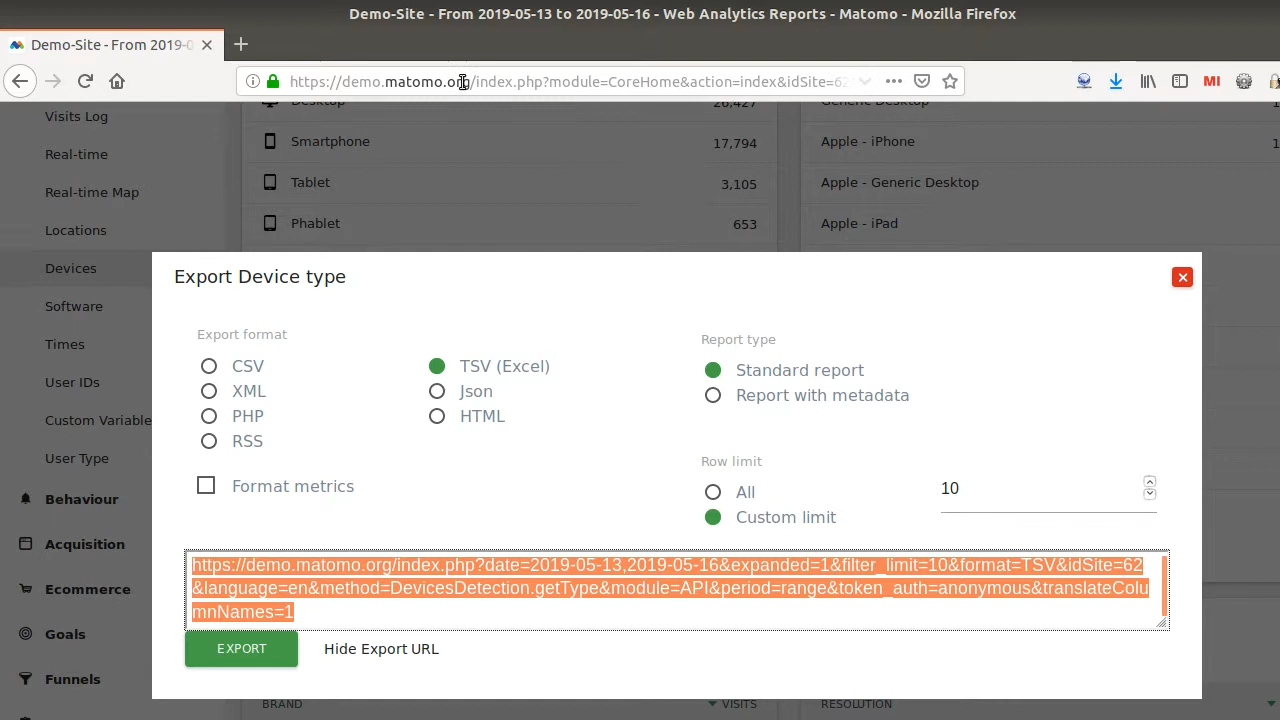 Demo-Site - From 2019-05-13 to 2019-05-16 - Web Analytics Reports - Matomo - Mozilla Firefox
Demo-Site - From 2019-0
https://demo.matomo.org/index.php?module=CoreHome&action=index&idSite=62
MI
Visits Log
Real-time
Real-time Map
Locations
Devices
Software
Times
User IDs
Custom Variable
User Type
Behaviour
Acquisition
Ecommerce
Goals
Funnels
Desktop 26,427
Smartphone 17,794
Tablet 3,105
Phablet 653
Generic Desktop
Apple - iPhone
Apple - Generic Desktop
Apple - iPad
Export Device type
Export format
CSV
XML
PHP
RSS
TSV (Excel)
Json
HTML
Format metrics
Report type
Standard report
Report with metadata
Row limit
All
Custom limit
10
https://demo.matomo.org/index.php?date=2019-05-13,2019-05-16&expanded=1&filter_limit=10&format=TSV&idSite=62
&language=en&method=DevicesDetection.getType&module=API&period=range&token_auth=anonymous&translateColu
mnNames=1
EXPORT
Hide Export URL
BRAND VISITS
RESOLUTION